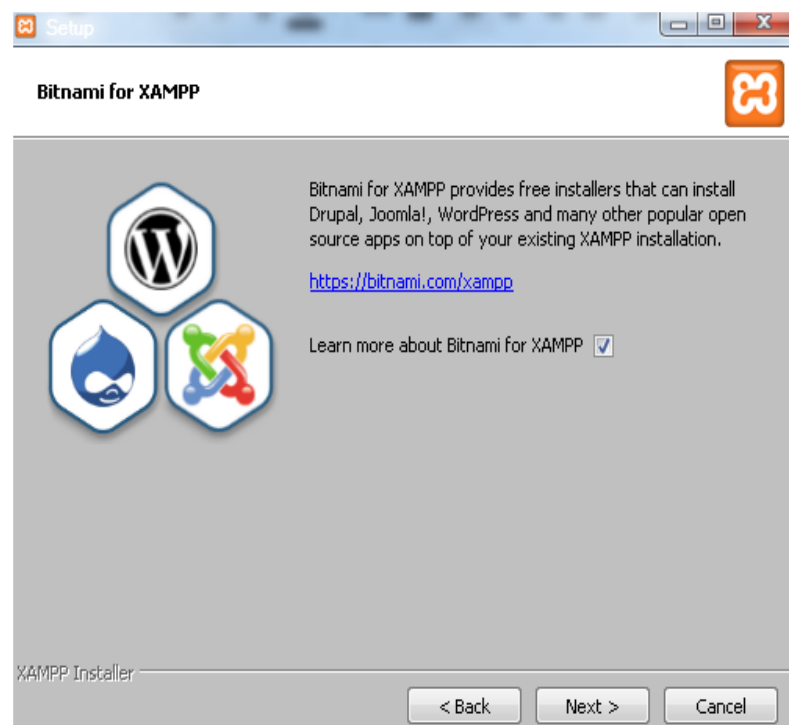 Setup
Bitnami for XAMPP
Bitnami for XAMPP provides free installers that can install
Drupal, Joomla!, WordPress and many other popular open
source apps on top of your existing XAMPP installation.
https://bitnami.com/xampp
Learn more about Bitnami for XAMPP
XAMPP Installer
< Back Next > Cancel